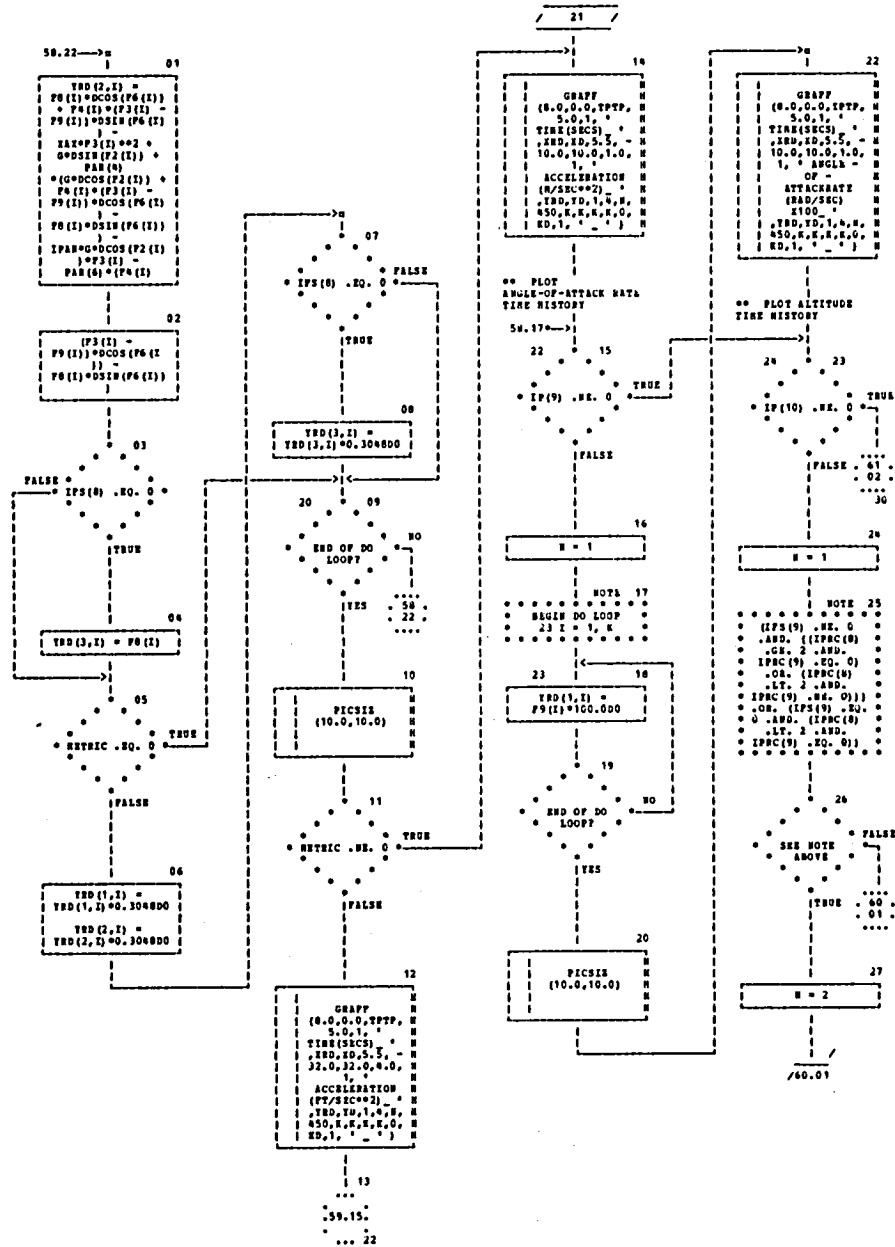 58.22-->*
01
YRD(2,I) =
F8(I)*DCOS(F6(I))
+ F4(I)*(F3(I) -
F9(I))*DSIN(F6(I)
) -
XAX*F3(I)**2 +
G*DSIN(F2(I)) +
PAR(4)
*(G*DCOS(F2(I)) +
F4(I)*(F3(I) -
F9(I))*DCOS(F6(I)
) -
F8(I)*DSIN(F6(I))
) -
IPAR*G*DCOS(F2(I)
)*F3(I) -
PAR(6)*(F4(I)
02
(F3(I) -
F9(I))*DCOS(F6(I
)) -
F8(I)*DSIN(F6(I))
03
FALSE
IFS(8) .EQ. 0
TRUE
04
YRD(3,I) = F8(I)
05
METRIC .EQ. 0
TRUE
FALSE
06
YRD(1,I) =
YRD(1,I)*0.3048D0
YRD(2,I) =
YRD(2,I)*0.3048D0
07
IFS(8) .EQ. 0
FALSE
TRUE
08
YRD(3,I) =
YRD(3,I)*0.3048D0
20 09
END OF DO
LOOP?
NO
58
22
YES
10
PICSIZ
(10.0,10.0)
11
METRIC .NE. 0
TRUE
FALSE
12
GRAFF
(8.0,0.0,TPTP,
5.0,1, '
TIME(SECS)_ '
,XRD,XD,5.5, -
32.0,32.0,4.0,
1, '
ACCELERATION
(FT/SEC**2)_ '
,YRD,YD,1,4,N,
450,K,K,K,K,0,
KD,1, '_')
13
.59.15.
22
/ 21 /
14
GRAFF
(8.0,0.0,TPTP,
5.0,1, '
TIME(SECS)_ '
,XRD,XD,5.5, -
10.0,10.0,1.0,
1, '
ACCELERATION
(M/SEC**2)_ '
,YRD,YD,1,4,N,
450,K,K,K,K,0,
KD,1, '_')
** PLOT
ANGLE-OF-ATTACK RATE
TIME HISTORY
58.17*-->*
22 15
IP(9) .NE. 0
TRUE
FALSE
16
N = 1
NOTE 17
BEGIN DO LOOP
23 I = 1, K
23 18
YRD(1,I) =
F9(I)*100.0D0
19
END OF DO
LOOP?
NO
YES
20
PICSIZ
(10.0,10.0)
22
GRAFF
(8.0,0.0,TPTP,
5.0,1, '
TIME(SECS)_ '
,XRD,XD,5.5, -
10.0,10.0,1.0,
1, ' ANGLE -
OF -
ATTACKRATE
(RAD/SEC)
X100_ '
,YRD,YD,1,4,N,
450,K,K,K,K,0,
KD,1, '_')
** PLOT ALTITUDE
TIME HISTORY
24 23
IP(10) .NE. 0
TRUE
FALSE
61
02
30
24
N = 1
NOTE 25
(IFS(9) .NE. 0
.AND. ((IPRC(8)
.GE. 2 .AND.
IPRC(9) .EQ. 0)
.OR. (IPRC(8)
.LT. 2 .AND.
IPRC(9) .NE. 0)))
.OR. (IFS(9) .EQ.
0 .AND. (IPRC(8)
.LT. 2 .AND.
IPRC(9) .EQ. 0))
26
SEE NOTE
ABOVE
FALSE
TRUE
60
01
27
N = 2
/60.01